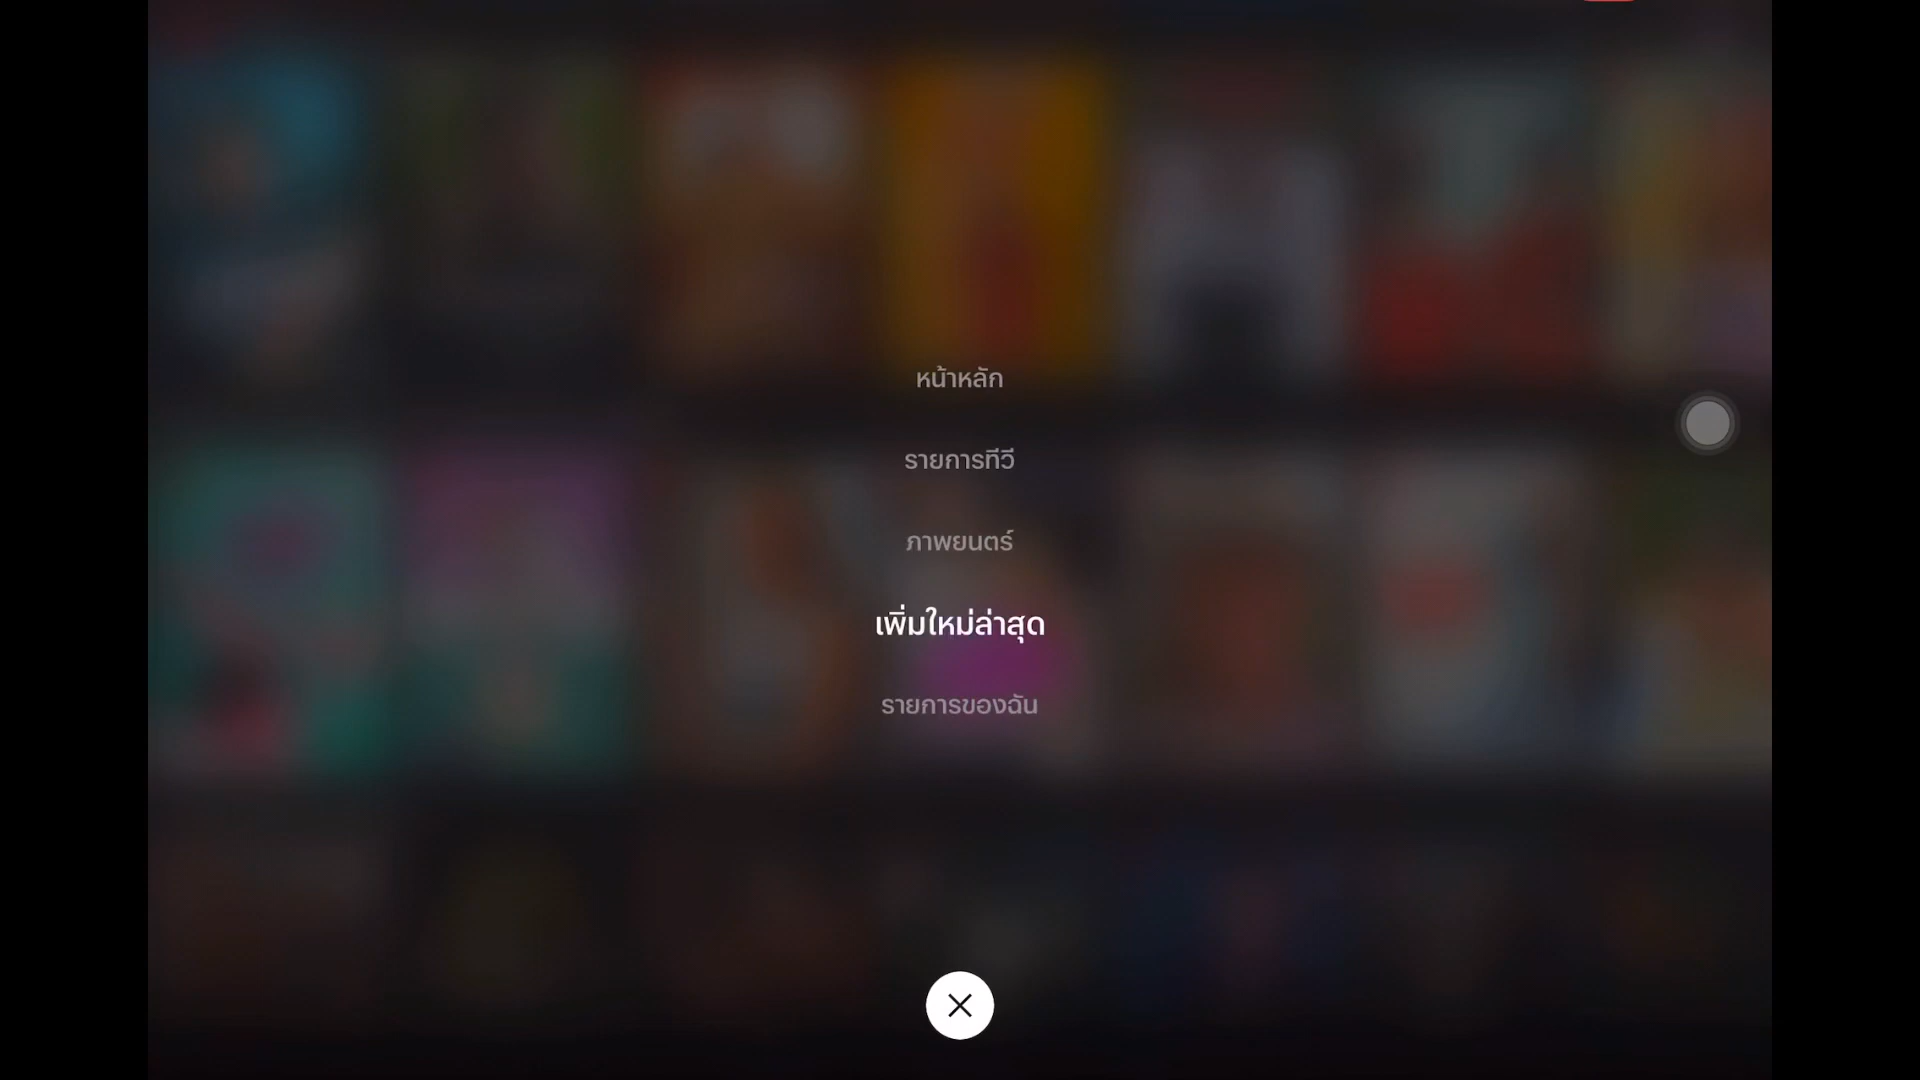 หน้าหลัก
รายการทีวี
ภาพยนตร์
เพิ่มใหม่ล่าสุด
รายการของฉัน